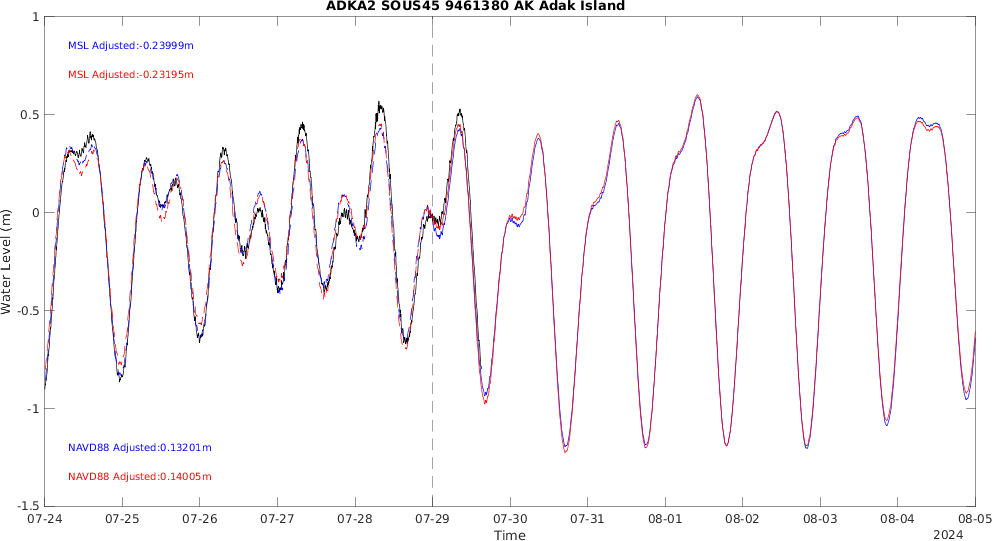 ADKA2 SOUS45 9461380 AK Adak Island
MSL Adjusted:-0.23999m
MSL Adjusted:-0.23195m
NAVD88 Adjusted:0.13201m
NAVD88 Adjusted:0.14005m
Water Level (m)
1
0.5
0
-0.5
-1
-1.5
07-24 07-25 07-26 07-27 07-28 07-29 07-30 07-31 08-01 08-02 08-03 08-04 08-05
Time
2024